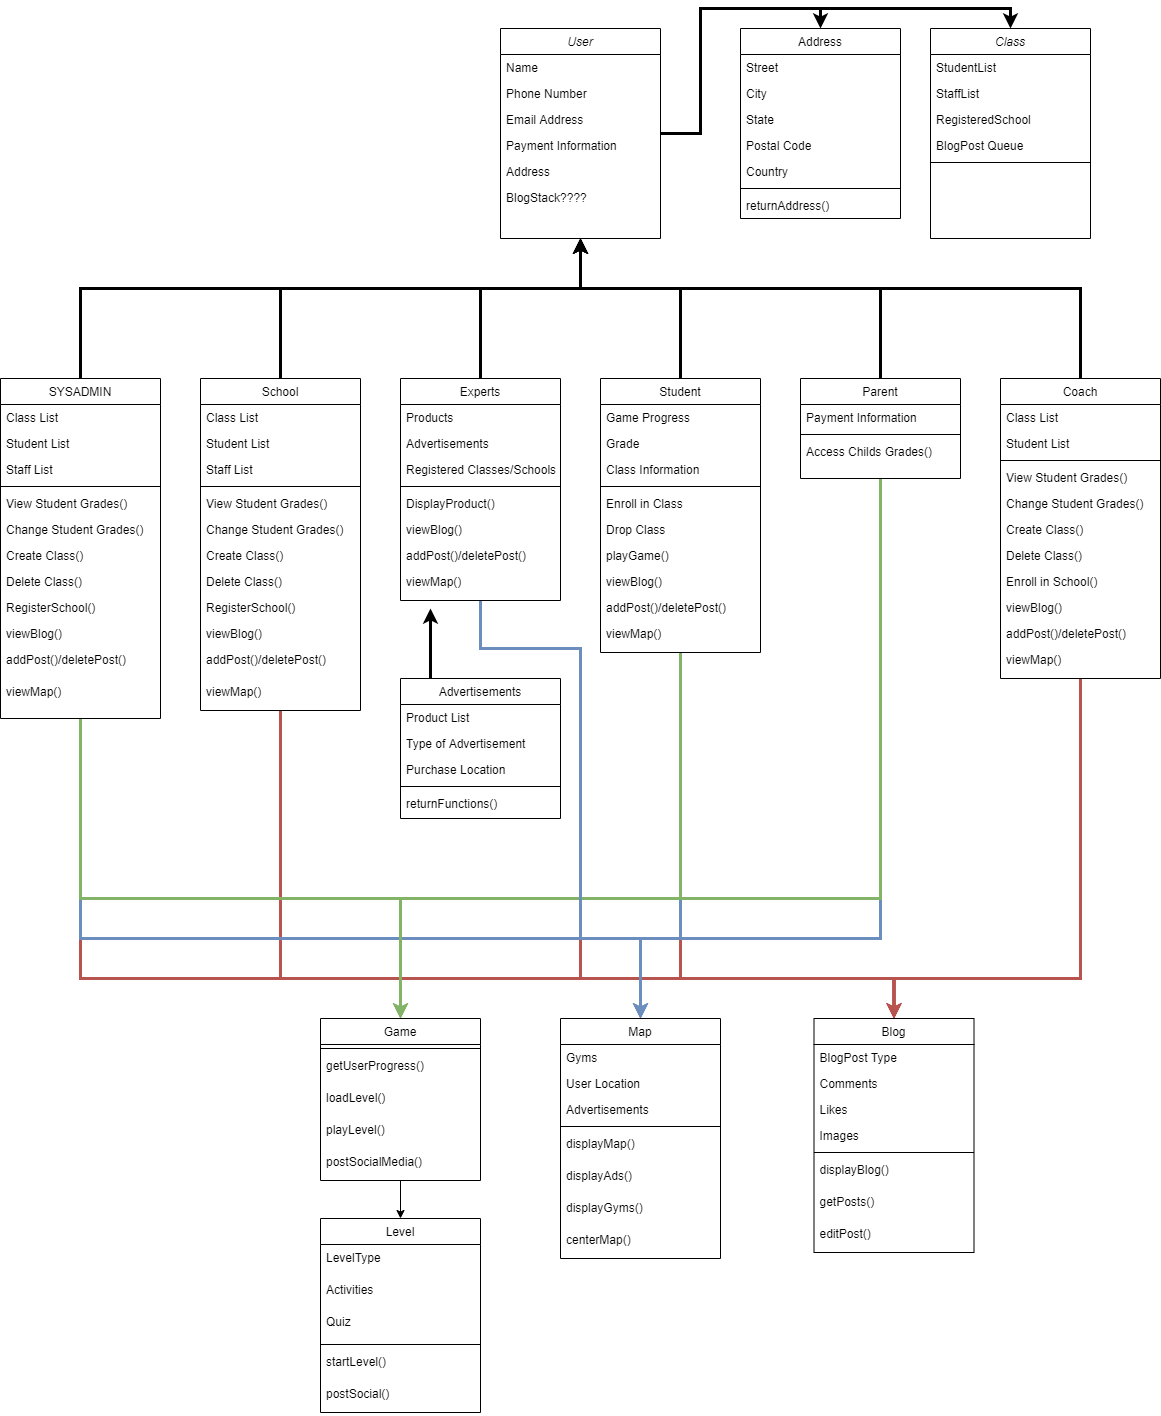 User
Name
Phone Number
Email Address
Payment Information
Address
BlogStack????
Address
Street
City
State
Postal Code
Country
returnAddress()
Class
StudentList
StaffList
RegisteredSchool
BlogPost Queue
SYSADMIN
Class List
Student List
Staff List
View Student Grades()
Change Student Grades()
Create Class()
Delete Class()
RegisterSchool()
viewBlog()
addPost()/deletePost()
viewMap()
School
Class List
Student List
Staff List
View Student Grades()
Change Student Grades()
Create Class()
Delete Class()
RegisterSchool()
viewBlog()
addPost()/deletePost()
viewMap()
Experts
Products
Advertisements
Registered Classes/Schools
DisplayProduct()
viewBlog()
addPost()/deletePost()
viewMap()
Student
Game Progress
Grade
Class Information
Enroll in Class
Drop Class
playGame()
viewBlog()
addPost()/deletePost()
viewMap()
Parent
Payment Information
Access Childs Grades()
Coach
Class List
Student List
View Student Grades()
Change Student Grades()
Create Class()
Delete Class()
Enroll in School()
viewBlog()
addPost()/deletePost()
viewMap()
Advertisements
Product List
Type of Advertisement
Purchase Location
returnFunctions()
Game
getUserProgress()
loadLevel()
playLevel()
postSocialMedia()
Map
Gyms
User Location
Advertisements
displayMap()
displayAds()
displayGyms()
centerMap()
Blog
BlogPost Type
Comments
Likes
Images
displayBlog()
getPosts()
editPost()
Level
LevelType
Activities
Quiz
startLevel()
postSocial()